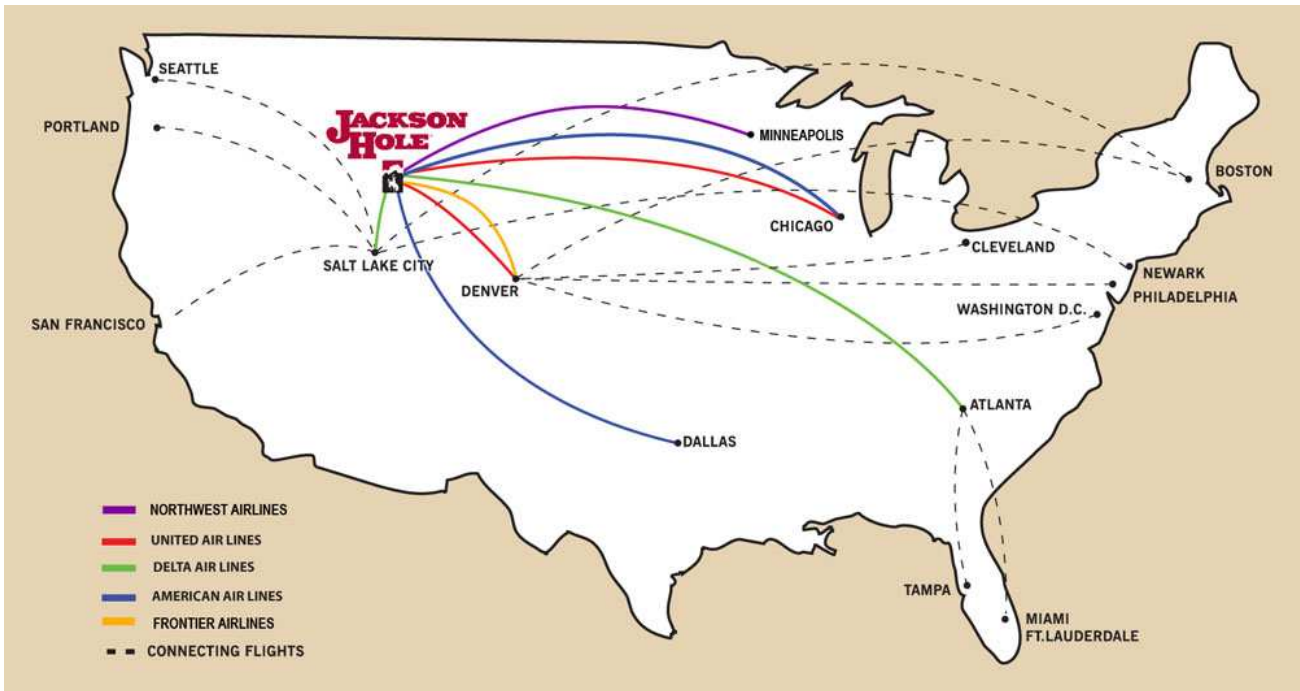 SEATTLE
PORTLAND
JACKSON
HOLE
MINNEAPOLIS
BOSTON
CHICAGO
CLEVELAND
SALT LAKE CITY
NEWARK
DENVER
PHILADELPHIA
WASHINGTON D.C.
SAN FRANCISCO
ATLANTA
DALLAS
NORTHWEST AIRLINES
UNITED AIR LINES
DELTA AIR LINES
AMERICAN AIR LINES
FRONTIER AIRLINES
CONNECTING FLIGHTS
TAMPA
MIAMI
FT.LAUDERDALE